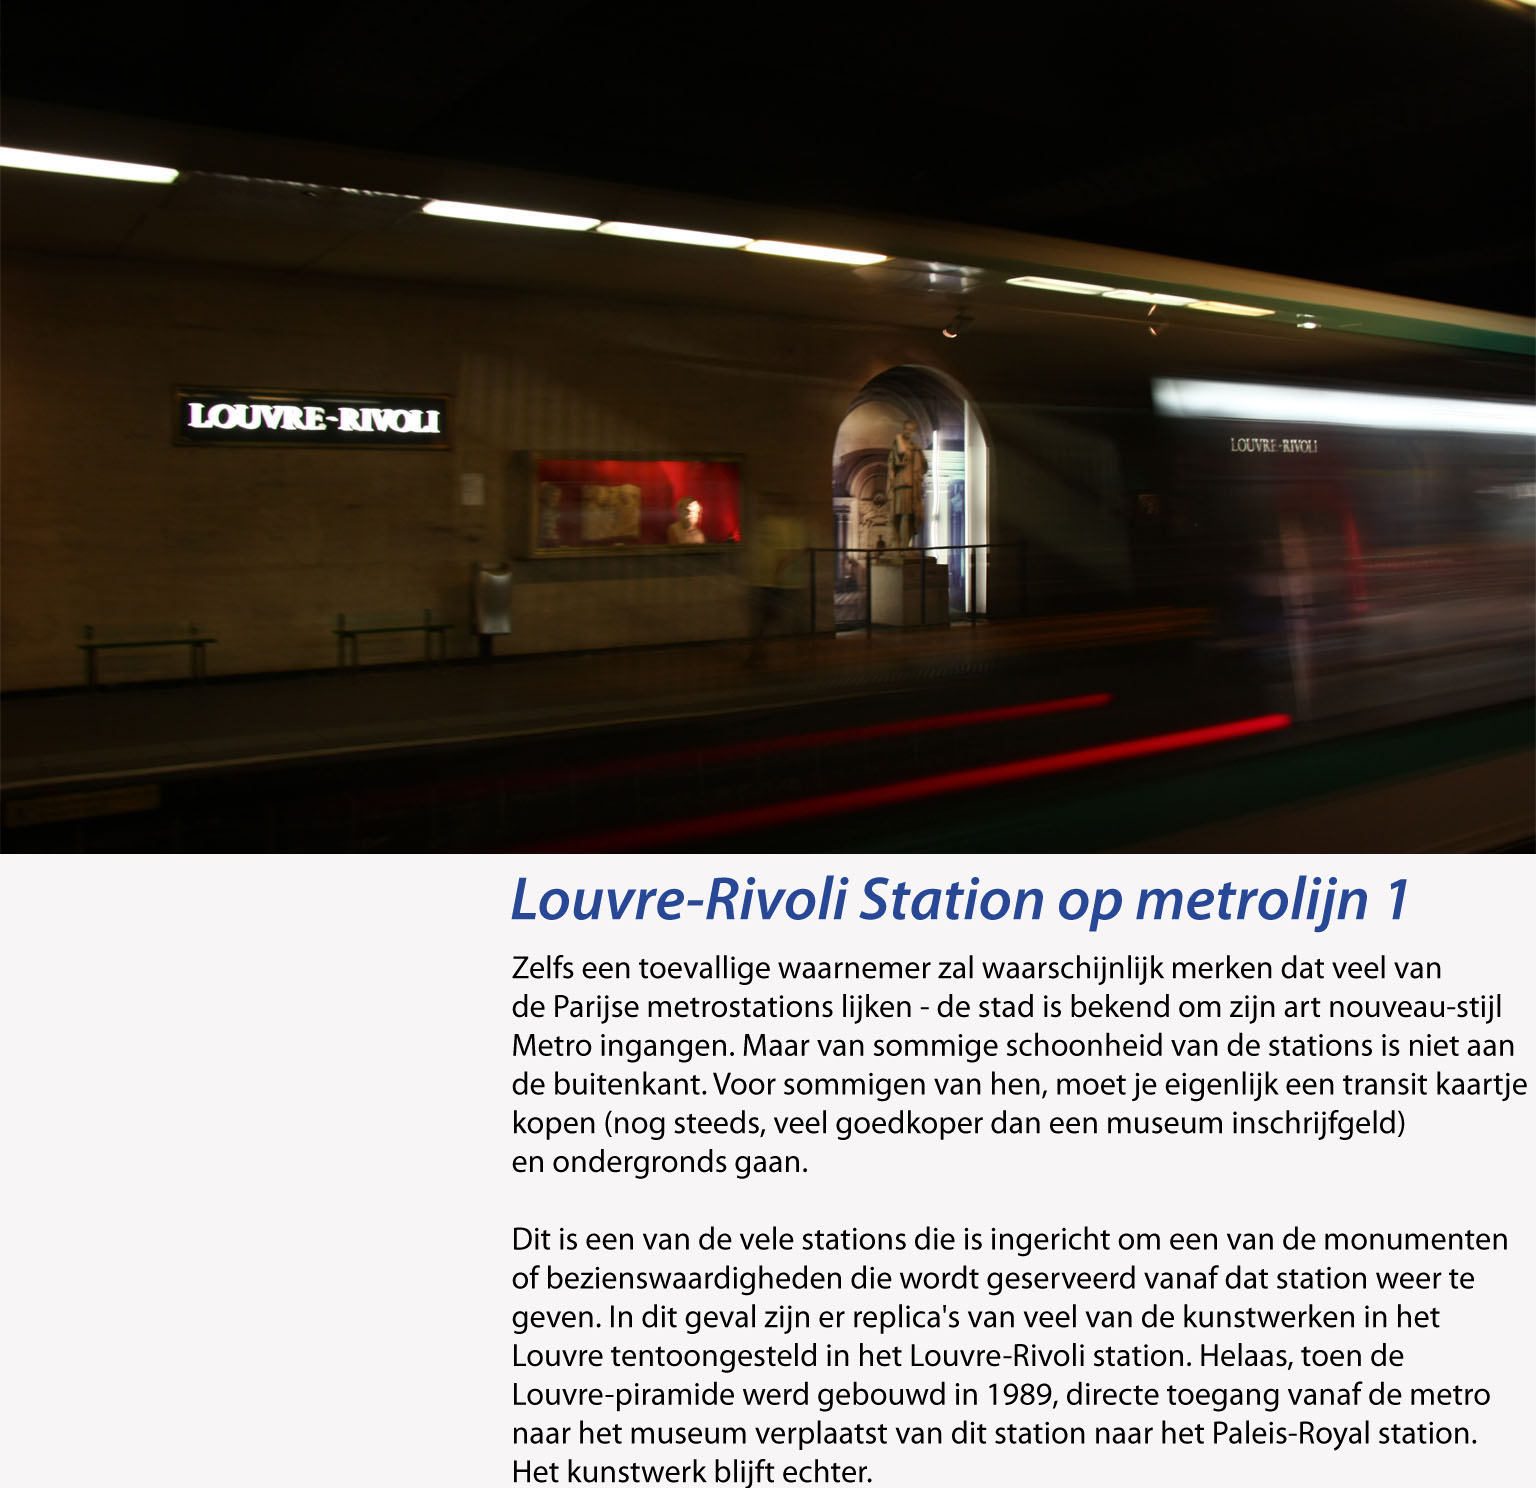 LOUVRE-RIVOLI
LOUVRE-RIVOLI
Louvre-Rivoli Station op metrolijn 1
Zelfs een toevallige waarnemer zal waarschijnlijk merken dat veel van
de Parijse metrostations lijken - de stad is bekend om zijn art nouveau-stijl
Metro ingangen. Maar van sommige schoonheid van de stations is niet aan
de buitenkant. Voor sommigen van hen, moet je eigenlijk een transit kaartje
kopen (nog steeds, veel goedkoper dan een museum inschrijfgeld)
en ondergronds gaan.
Dit is een van de vele stations die is ingericht om een van de monumenten
of bezienswaardigheden die wordt geserveerd vanaf dat station weer te
geven. In dit geval zijn er replica's van veel van de kunstwerken in het
Louvre tentoongesteld in het Louvre-Rivoli station. Helaas, toen de
Louvre-piramide werd gebouwd in 1989, directe toegang vanaf de metro
naar het museum verplaatst van dit station naar het Paleis-Royal station.
Het kunstwerk blijft echter.